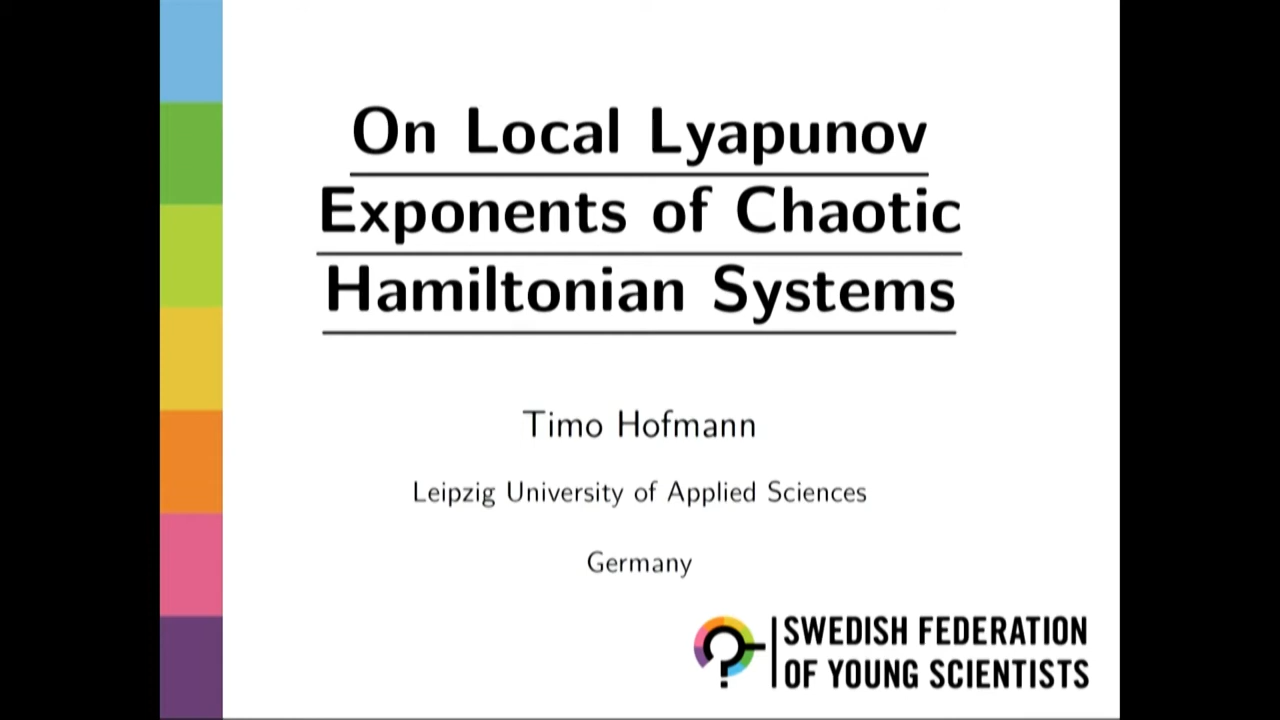 On Local Lyapunov
Exponents of Chaotic
Hamiltonian Systems
Timo Hofmann
Leipzig University of Applied Sciences
Germany
SWEDISH FEDERATION
OF YOUNG SCIENTISTS